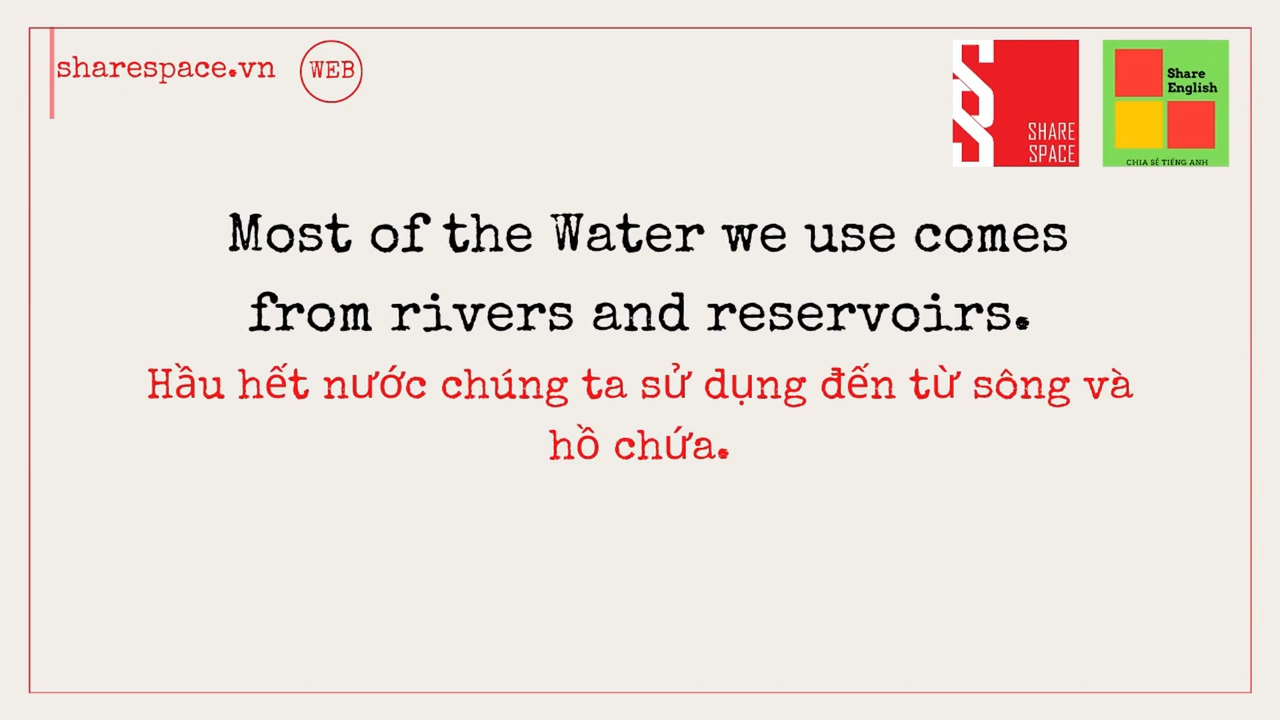 sharespace.vn
WEB
SHARE
SPACE
Share
English
CHIA SẺ TIẾNG ANH
Most of the Water we use comes
from rivers and reservoirs.
Hầu hết nước chúng ta sử dụng đến từ sông và
hồ chứa.